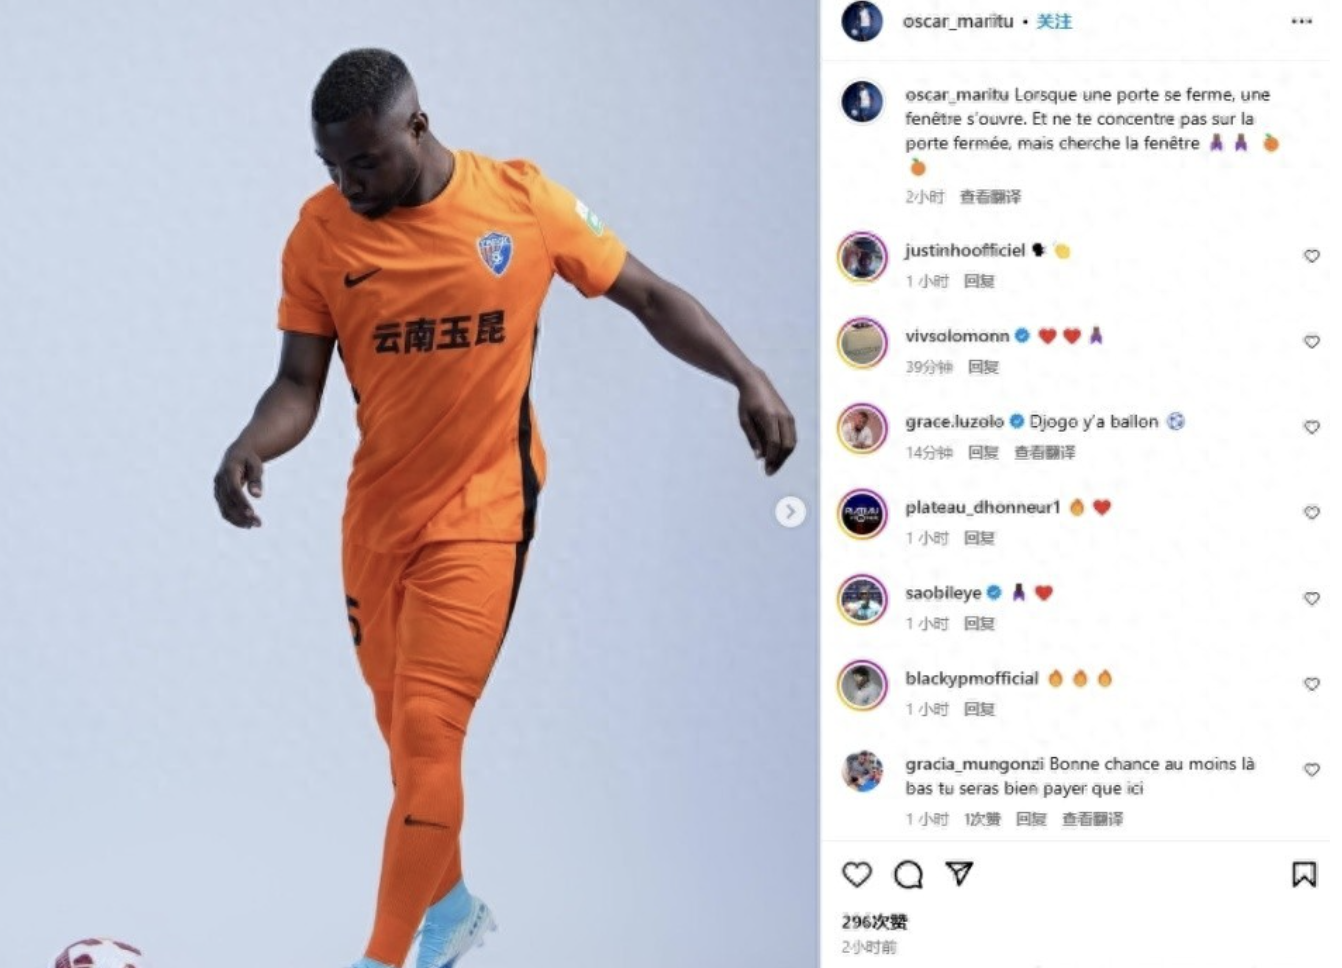 云南玉昆
oscar_maritu • 关注
oscar_maritu Lorsque une porte se ferme, une
fenêtre s'ouvre. Et ne te concentre pas sur la
porte fermée, mais cherche la fenêtre
2小时 查看翻译
justinhoofficiel
1 小时 回复
vivsolomonn
39分钟 回复
grace.luzolo Djogo y'a ballon
14分钟 回复 查看翻译
plateau_dhonneur1
1 小时 回复
saobileye
1 小时 回复
blackypmofficial
1 小时 回复
gracia_mungonzi Bonne chance au moins là
bas tu seras bien payer que ici
1 小时 1次赞 回复 查看翻译
296次赞
2小时前